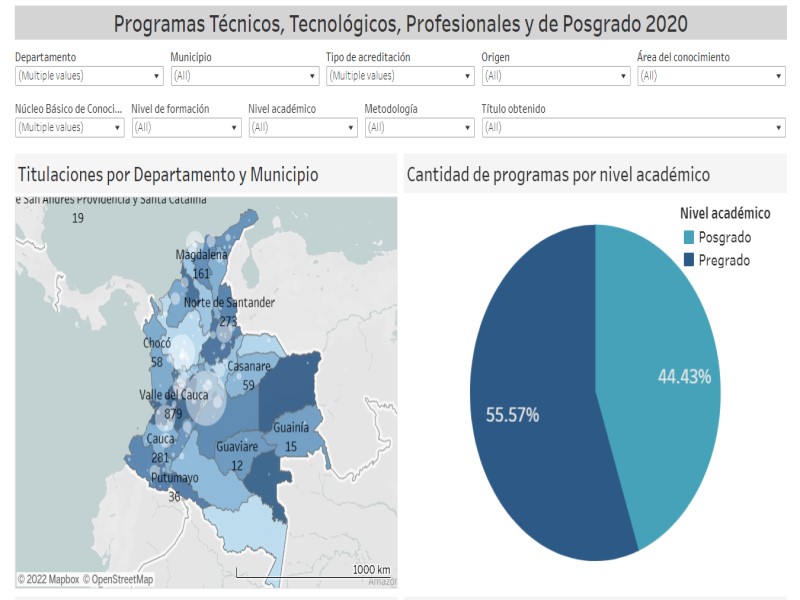 Programas Técnicos, Tecnológicos, Profesionales y de Posgrado 2020
Departamento Municipio Tipo de acreditación Origen Área del conocimiento
(Multiple values) (All) (Multiple values) (All) (All)
Núcleo Básico de Conoci... Nivel de formación Nivel académico Metodología Título obtenido
(Multiple values) (All) (All) (All) (All)
Titulaciones por Departamento y Municipio
e San Andrés Providencia y Santa Catalina
19
Magdalena
161
Norte de Santander
273
Chocó
58
Casanare
59
Valle del Cauca
879
Guainía
15
Cauca
281
Guaviare
12
Putumayo
36
1000 km
© 2022 Mapbox © OpenStreetMap
Amazon
Cantidad de programas por nivel académico
Nivel académico
Posgrado
Pregrado
44.43%
55.57%